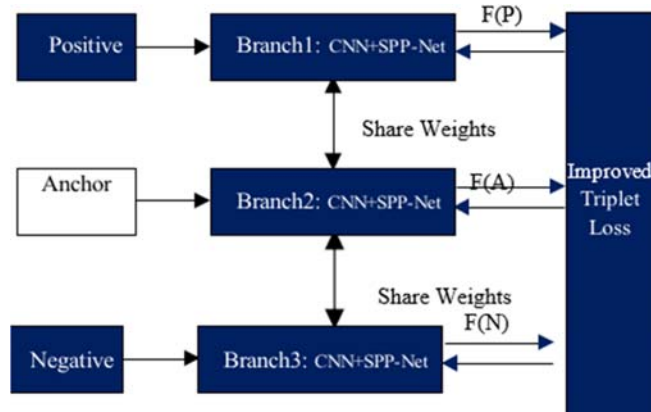 Positive
Branch1: CNN+SPP-Net
F(P)
Share Weights
Anchor
Branch2: CNN+SPP-Net
F(A)
Improved
Triplet
Loss
Share Weights
F(N)
Negative
Branch3: CNN+SPP-Net